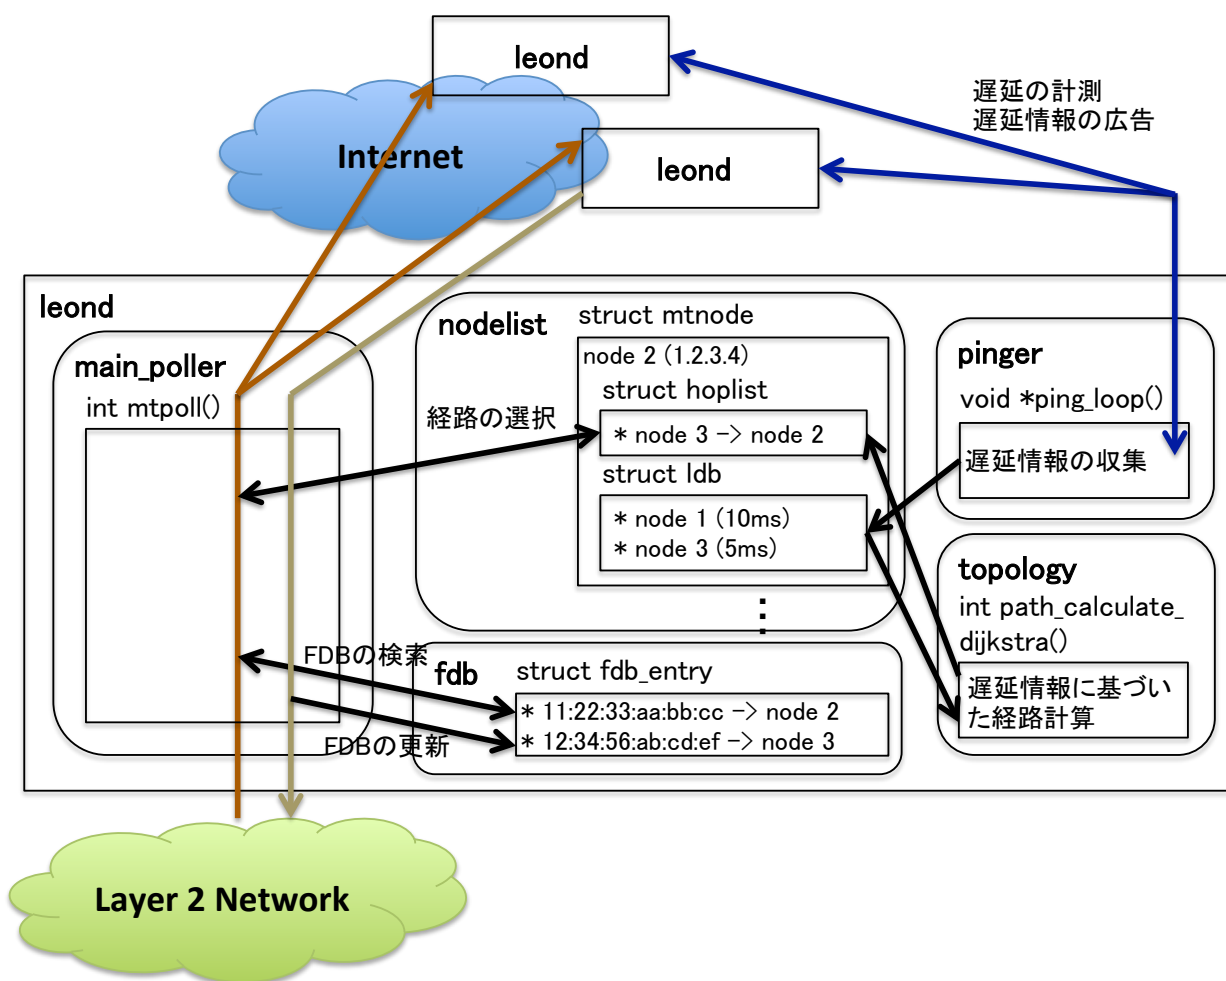 leond
遅延の計測
遅延情報の広告
Internet
leond
leond
main_poller
int mtpoll()
nodelist
struct mtnode
node 2 (1.2.3.4)
struct hoplist
* node 3 -> node 2
struct ldb
* node 1 (10ms)
* node 3 (5ms)
⋮
経路の選択
pinger
void *ping_loop()
遅延情報の収集
topology
int path_calculate_
dijkstra()
遅延情報に基づい
た経路計算
FDBの検索
fdb
struct fdb_entry
* 11:22:33:aa:bb:cc -> node 2
* 12:34:56:ab:cd:ef -> node 3
FDBの更新
Layer 2 Network